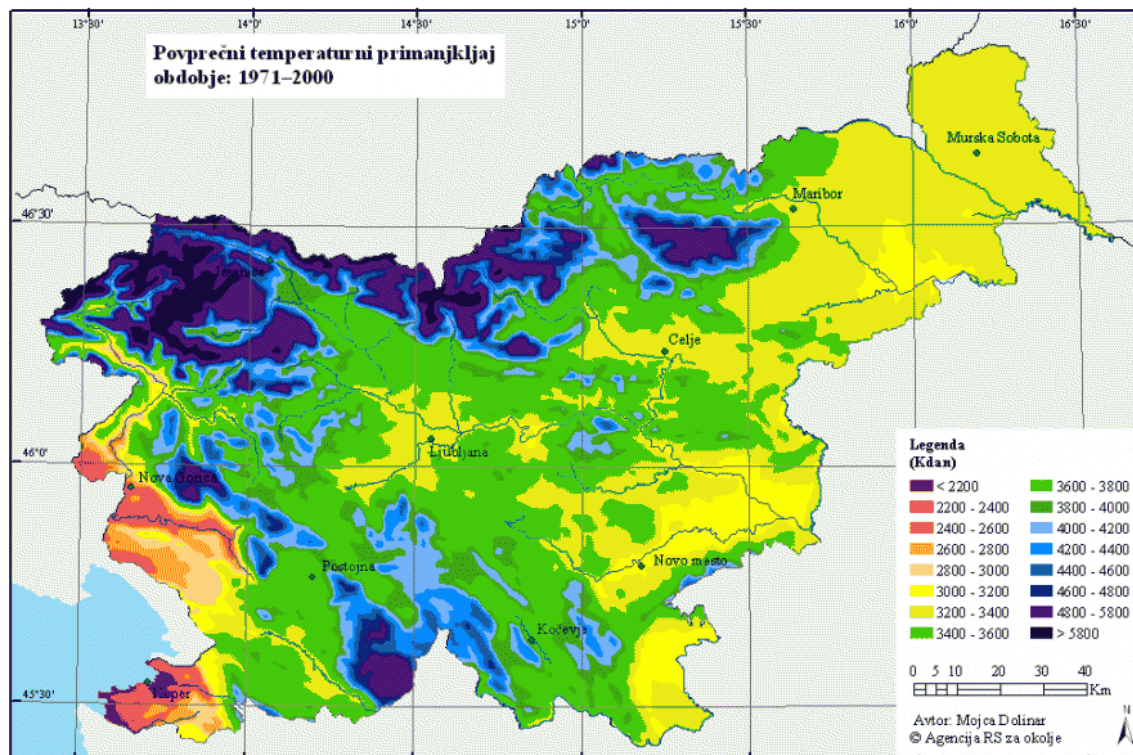 13°30' 14°0' 14°30' 15°0' 15°30' 16°0' 16°30'
Povprečni temperaturni primanjkljaj
obdobje: 1971–2000
Murska Sobota
Maribor
46°30'
Jesenice
Celje
Ljubljana
46°0'
Nova Gorica
Novo mesto
Postojna
Kočevje
45°30'
Koper
Legenda
(Kdan)
< 2200 3600 - 3800
2200 - 2400 3800 - 4000
2400 - 2600 4000 - 4200
2600 - 2800 4200 - 4400
2800 - 3000 4400 - 4600
3000 - 3200 4600 - 4800
3200 - 3400 4800 - 5800
3400 - 3600 > 5800
0 5 10 20 30 40
Km
N
Avtor: Mojca Dolinar
© Agencija RS za okolje